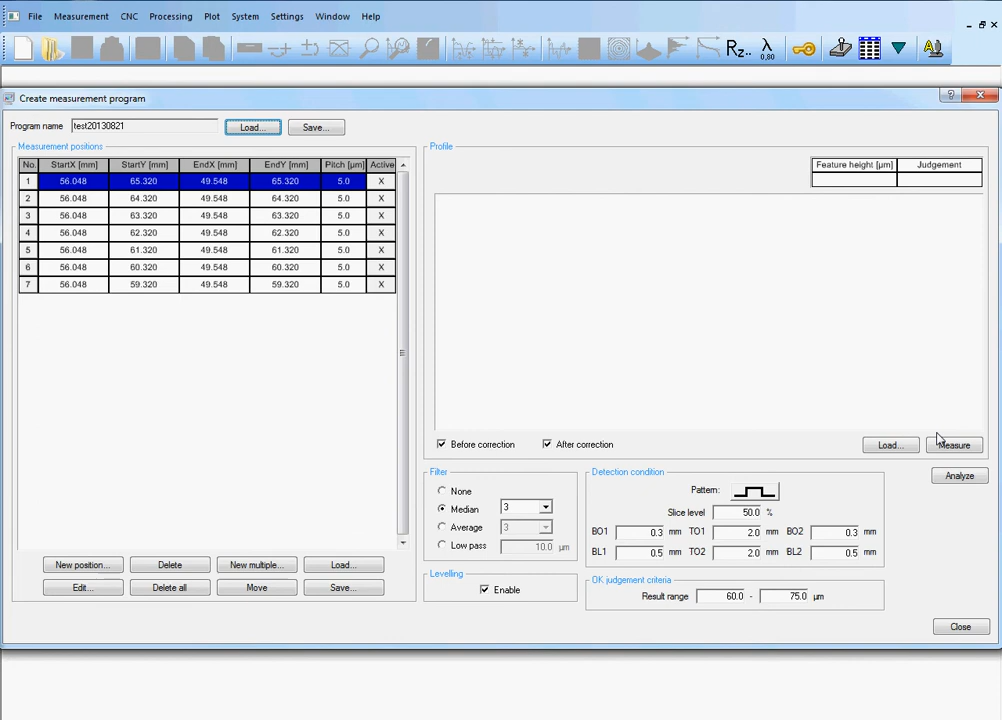 File Measurement CNC Processing Plot System Settings Window Help
Rz.. λ 0,80
Create measurement program
Program name test20130821 Load... Save...
Measurement positions
No. StartX [mm] StartY [mm] EndX [mm] EndY [mm] Pitch [µm] Active
1 56.048 65.320 49.548 65.320 5.0 X
2 56.048 64.320 49.548 64.320 5.0 X
3 56.048 63.320 49.548 63.320 5.0 X
4 56.048 62.320 49.548 62.320 5.0 X
5 56.048 61.320 49.548 61.320 5.0 X
6 56.048 60.320 49.548 60.320 5.0 X
7 56.048 59.320 49.548 59.320 5.0 X
New position... Delete New multiple... Load...
Edit... Delete all Move Save...
Profile
Feature height [µm] Judgement
Before correction After correction Load... Measure
Analyze
Filter
None
Median 3
Average 3
Low pass 10.0 µm
Levelling
Enable
Detection condition
Pattern:
Slice level 50.0 %
BO1 0.3 mm TO1 2.0 mm BO2 0.3 mm
BL1 0.5 mm TO2 2.0 mm BL2 0.5 mm
OK judgement criteria
Result range 60.0 - 75.0 µm
Close